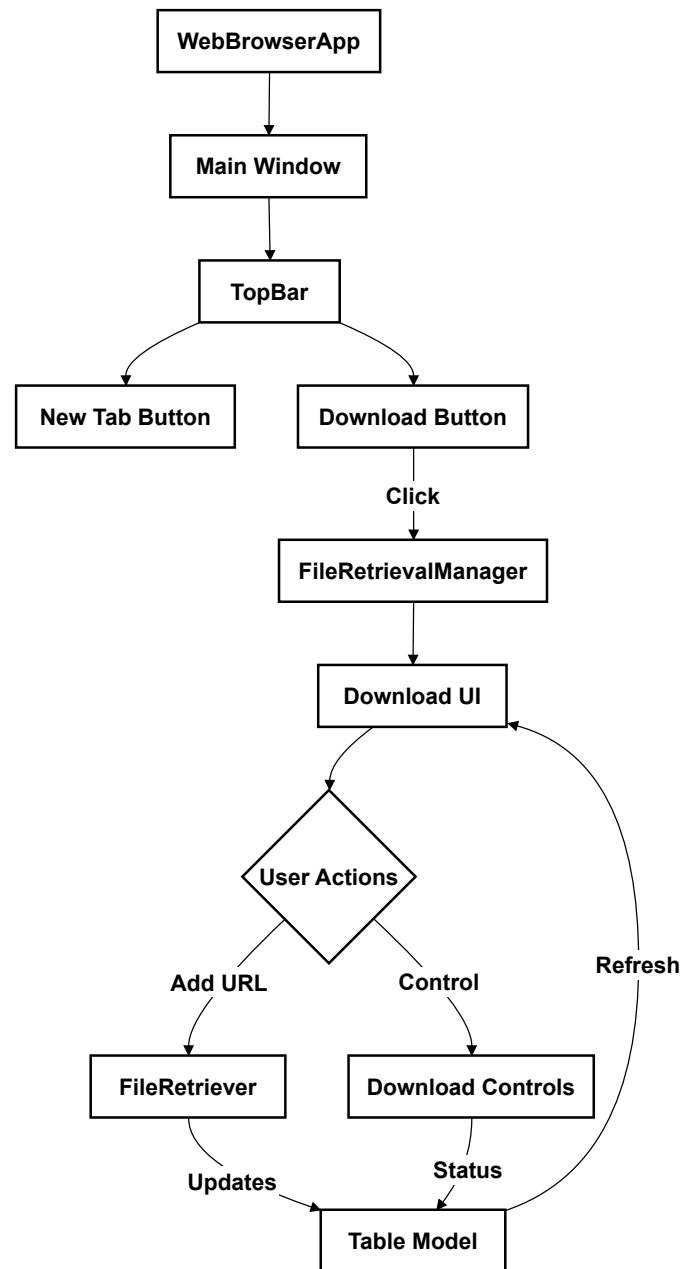 WebBrowserApp
Main Window
TopBar
New Tab Button
Download Button
Click
FileRetrievalManager
Download UI
User Actions
Refresh
Add URL
Control
FileRetriever
Download Controls
Updates
Status
Table Model